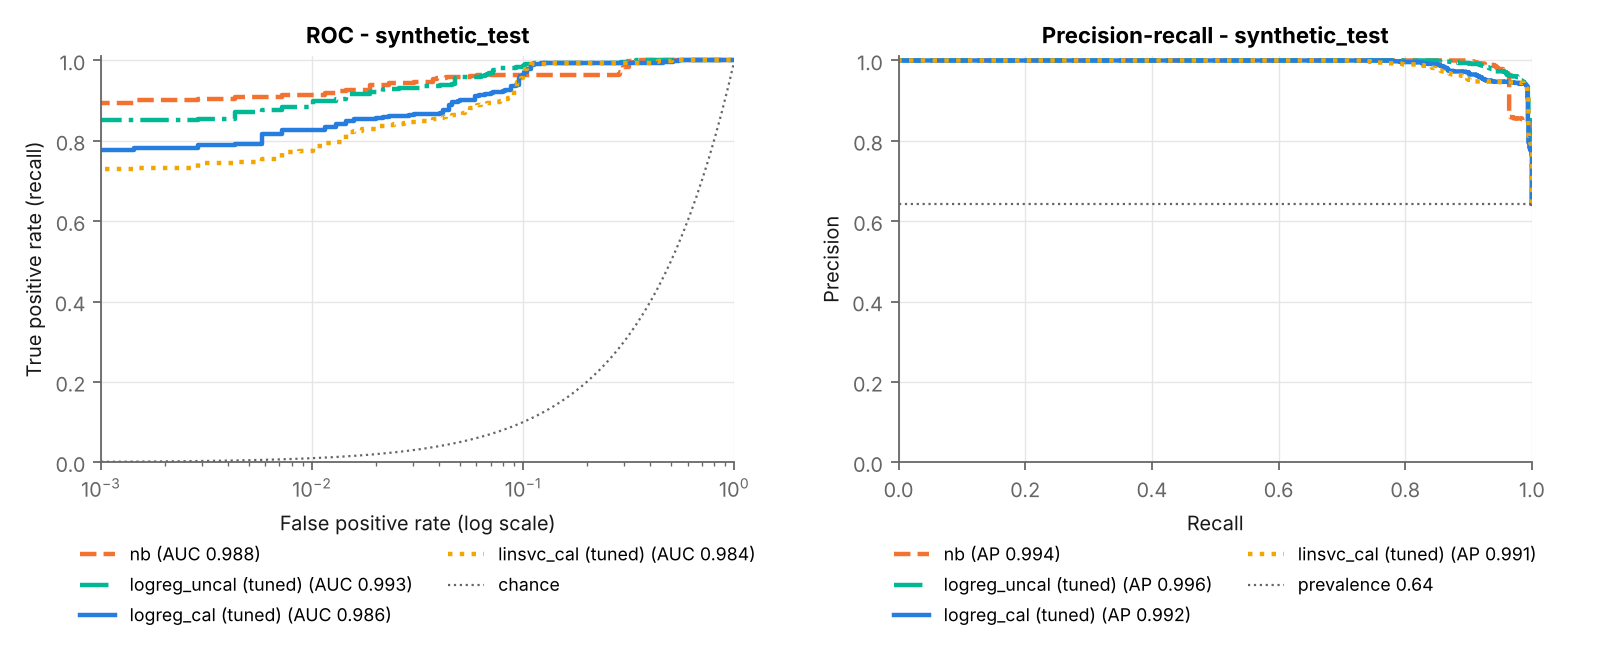 ROC - synthetic_test
True positive rate (recall)
1.0
0.8
0.6
0.4
0.2
0.0
10⁻³
10⁻²
10⁻¹
10⁰
False positive rate (log scale)
nb (AUC 0.988)
logreg_uncal (tuned) (AUC 0.993)
logreg_cal (tuned) (AUC 0.986)
linsvc_cal (tuned) (AUC 0.984)
chance
Precision-recall - synthetic_test
Precision
1.0
0.8
0.6
0.4
0.2
0.0
0.0
0.2
0.4
0.6
0.8
1.0
Recall
nb (AP 0.994)
logreg_uncal (tuned) (AP 0.996)
logreg_cal (tuned) (AP 0.992)
linsvc_cal (tuned) (AP 0.991)
prevalence 0.64